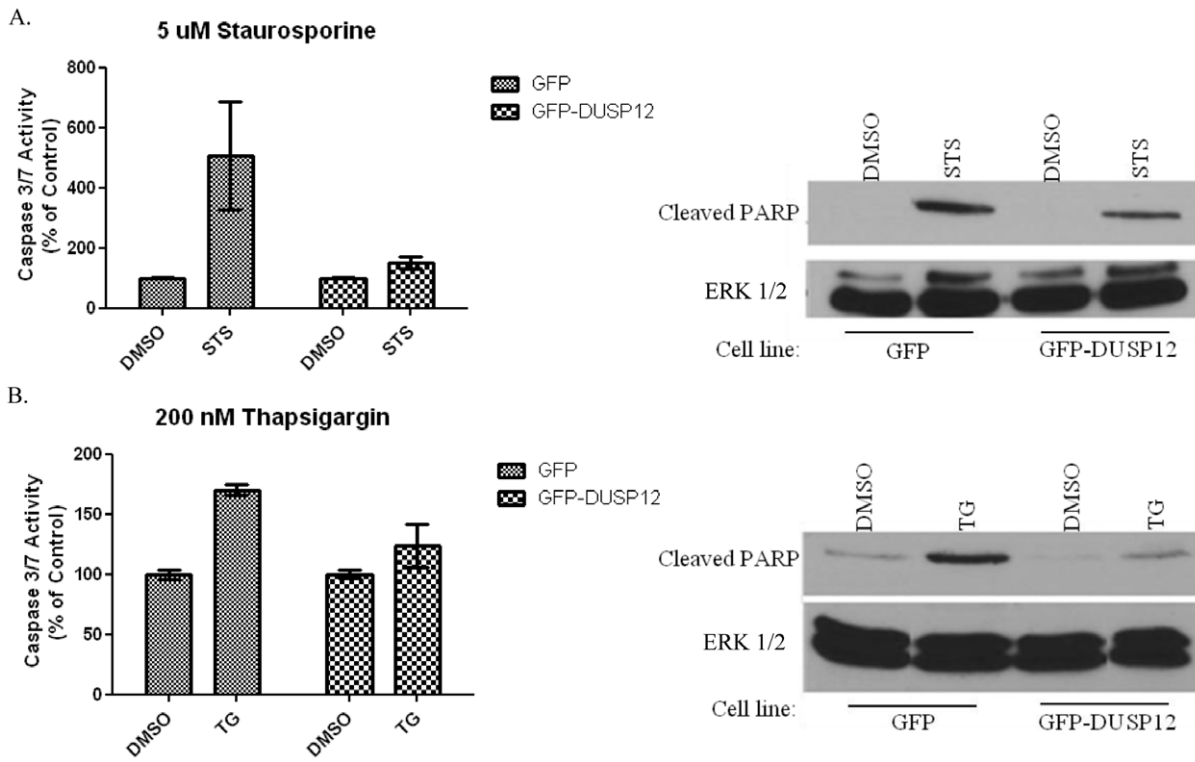 A.
5 uM Staurosporine
Caspase 3/7 Activity
(% of Control)
800
600
400
200
0
DMSO
STS
DMSO
STS
GFP
GFP-DUSP12
DMSO
STS
DMSO
STS
Cleaved PARP
ERK 1/2
Cell line:
GFP
GFP-DUSP12
B.
200 nM Thapsigargin
Caspase 3/7 Activity
(% of Control)
200
150
100
50
0
DMSO
TG
DMSO
TG
GFP
GFP-DUSP12
DMSO
TG
DMSO
TG
Cleaved PARP
ERK 1/2
Cell line:
GFP
GFP-DUSP12